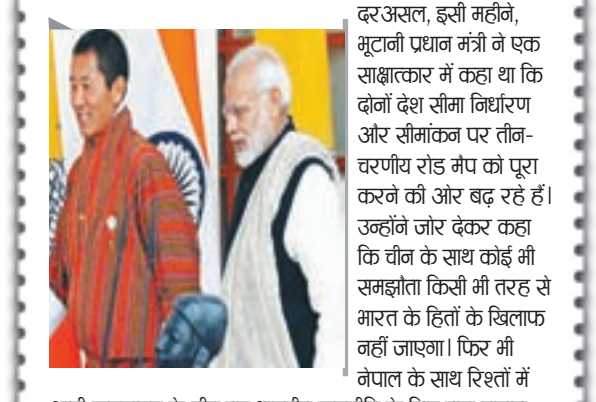 दरअसल, इसी महीने,
भूटानी प्रधान मंत्री ने एक
साक्षात्कार में कहा था कि
दोनों देश सीमा निर्धारण
और सीमांकन पर तीन-
चरणीय रोड मैप को पूरा
करने की ओर बढ़ रहे हैं।
उन्होंने जोर देकर कहा
कि चीन के साथ कोई भी
समझौता किसी भी तरह से
भारत के हितों के खिलाफ
नहीं जाएगा। फिर भी
नेपाल के साथ रिश्तों में